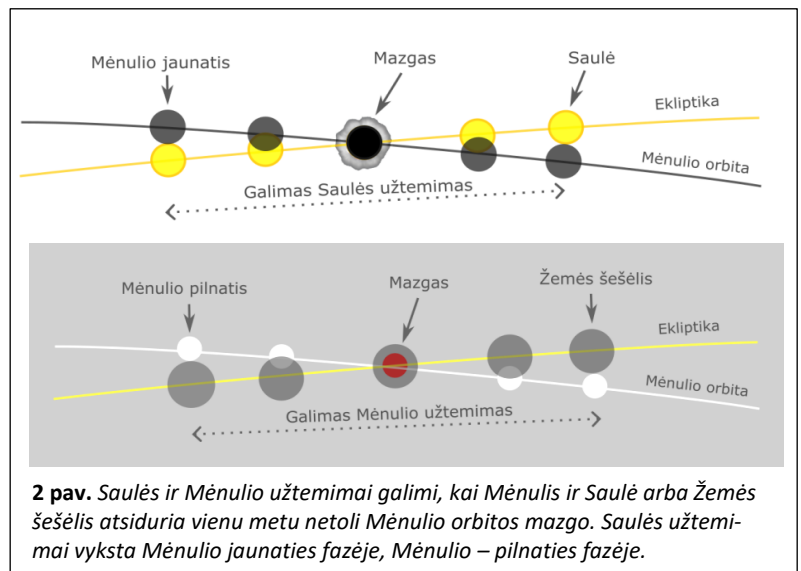 Mėnulio jaunatis
Mazgas
Saulė
Ekliptika
Mėnulio orbita
Galimas Saulės užtemimas
Mėnulio pilnatis
Mazgas
Žemės šešėlis
Ekliptika
Mėnulio orbita
Galimas Mėnulio užtemimas
2 pav. Saulės ir Mėnulio užtemimai galimi, kai Mėnulis ir Saulė arba Žemės
šešėlis atsiduria vienu metu netoli Mėnulio orbitos mazgo. Saulės užtemi-
mai vyksta Mėnulio jaunaties fazėje, Mėnulio – pilnaties fazėje.